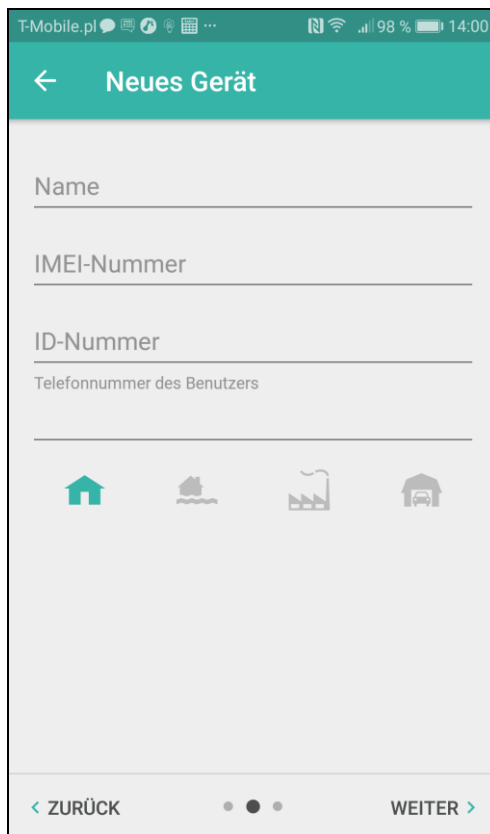 T-Mobile.pl ... 98 % 14:00
Neues Gerät
Name
IMEI-Nummer
ID-Nummer
Telefonnummer des Benutzers
< ZURÜCK
WEITER >